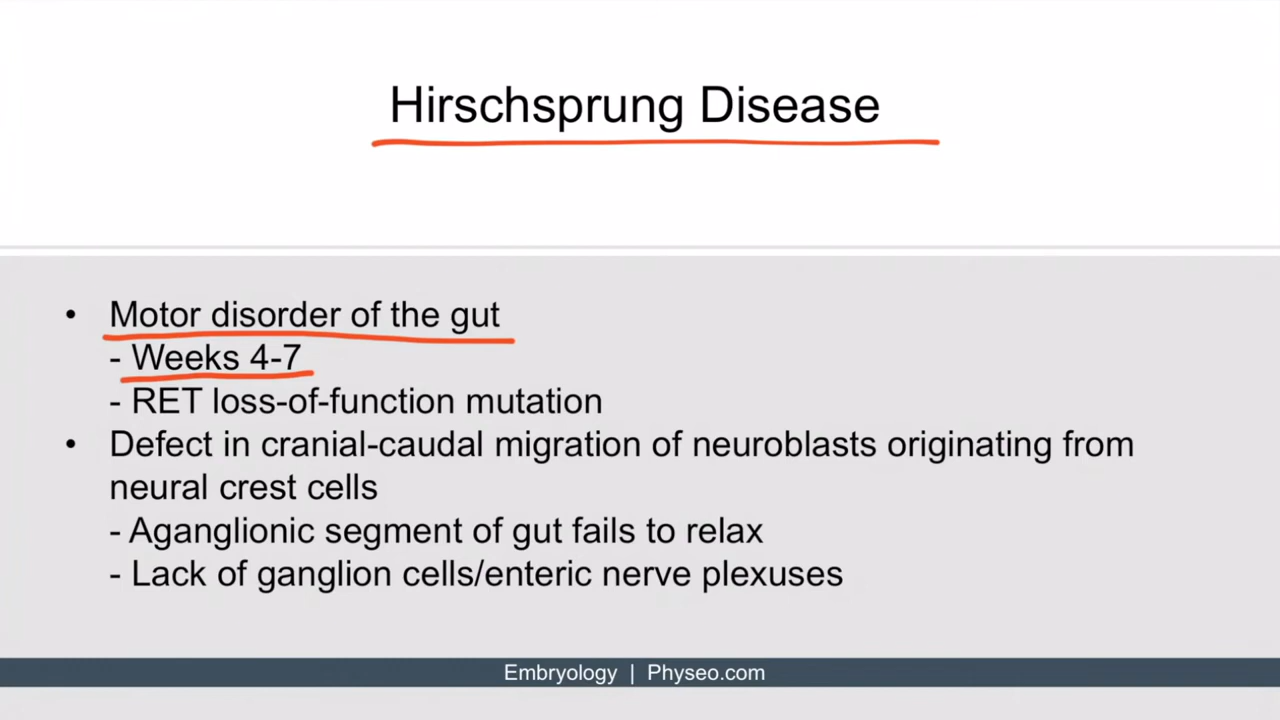 Hirschsprung Disease
• Motor disorder of the gut
- Weeks 4-7
- RET loss-of-function mutation
• Defect in cranial-caudal migration of neuroblasts originating from
neural crest cells
- Aganglionic segment of gut fails to relax
- Lack of ganglion cells/enteric nerve plexuses
Embryology | Physeo.com